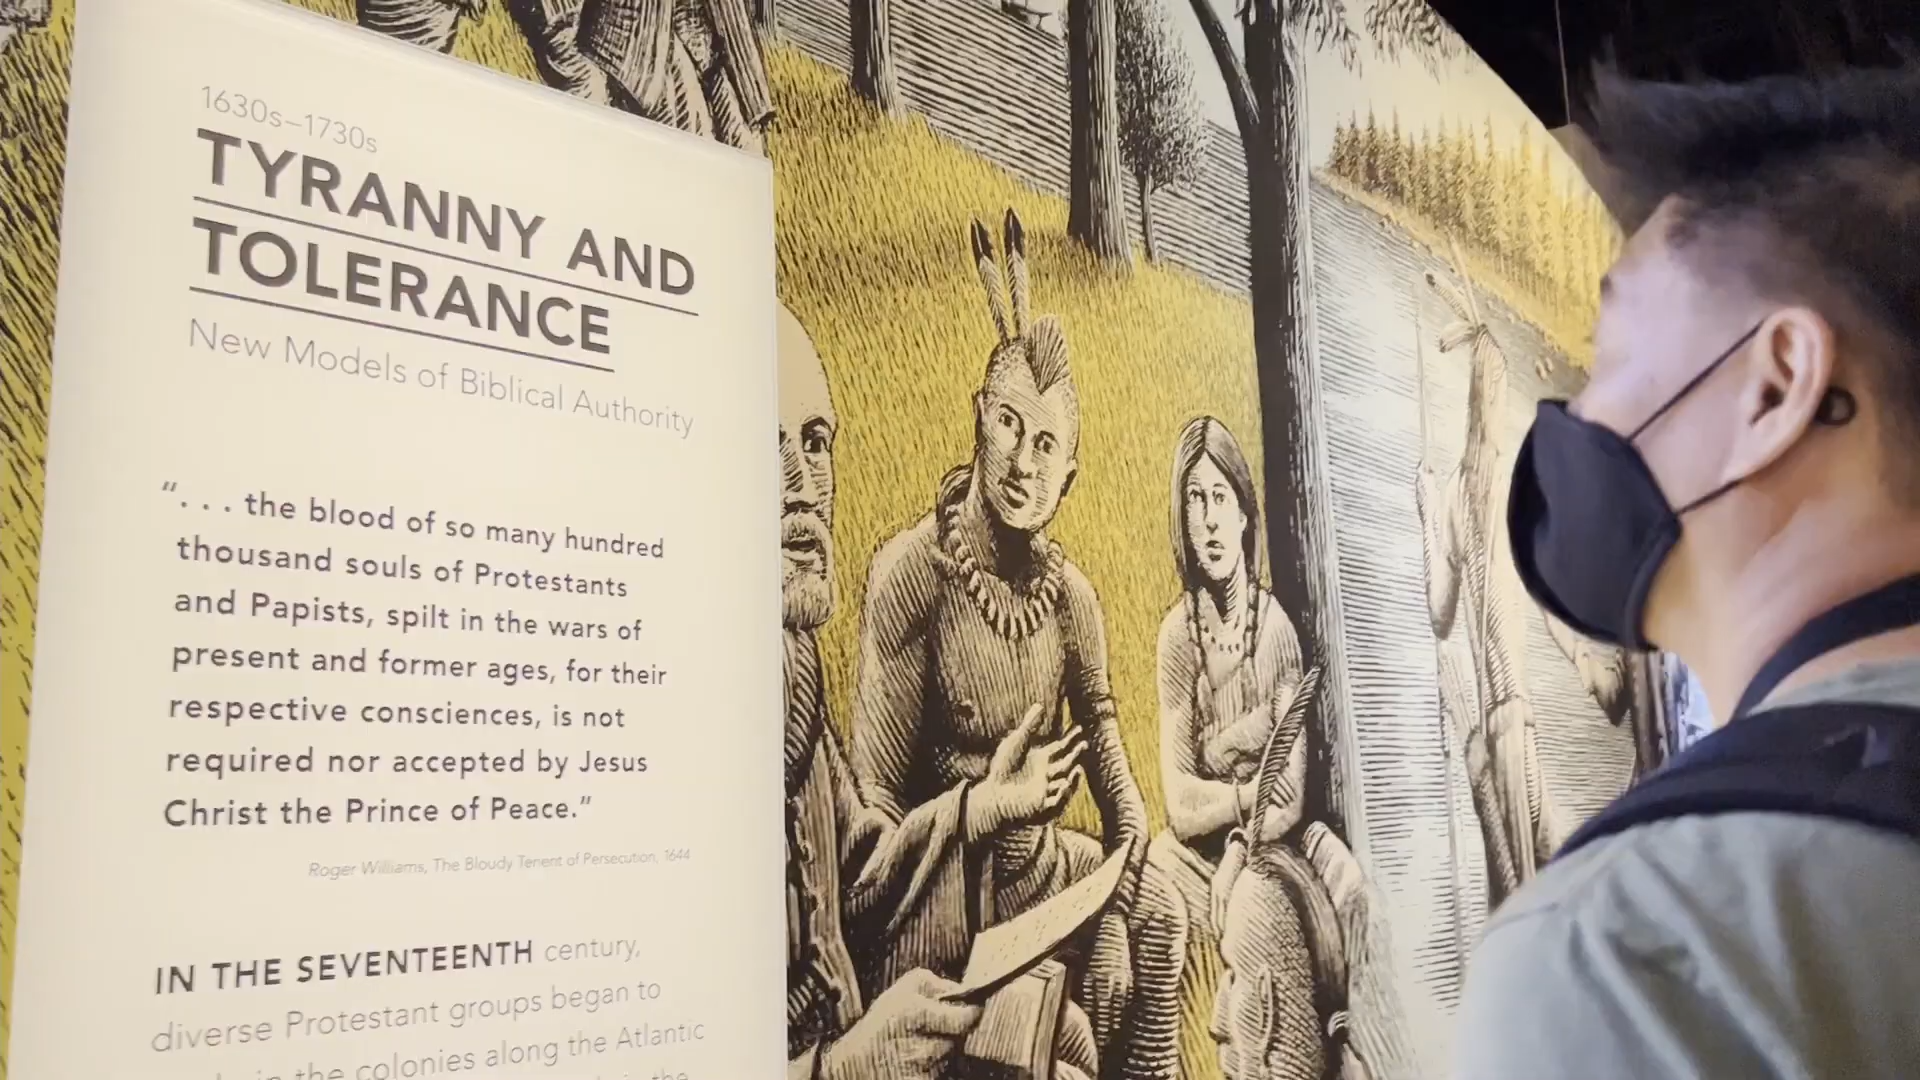 1630s–1730s
TYRANNY AND
TOLERANCE
New Models of Biblical Authority
“. . . the blood of so many hundred
thousand souls of Protestants
and Papists, spilt in the wars of
present and former ages, for their
respective consciences, is not
required nor accepted by Jesus
Christ the Prince of Peace.”
Roger Williams, The Bloudy Tenent of Persecution, 1644
IN THE SEVENTEENTH century,
diverse Protestant groups began to
in the colonies along the Atlantic
the